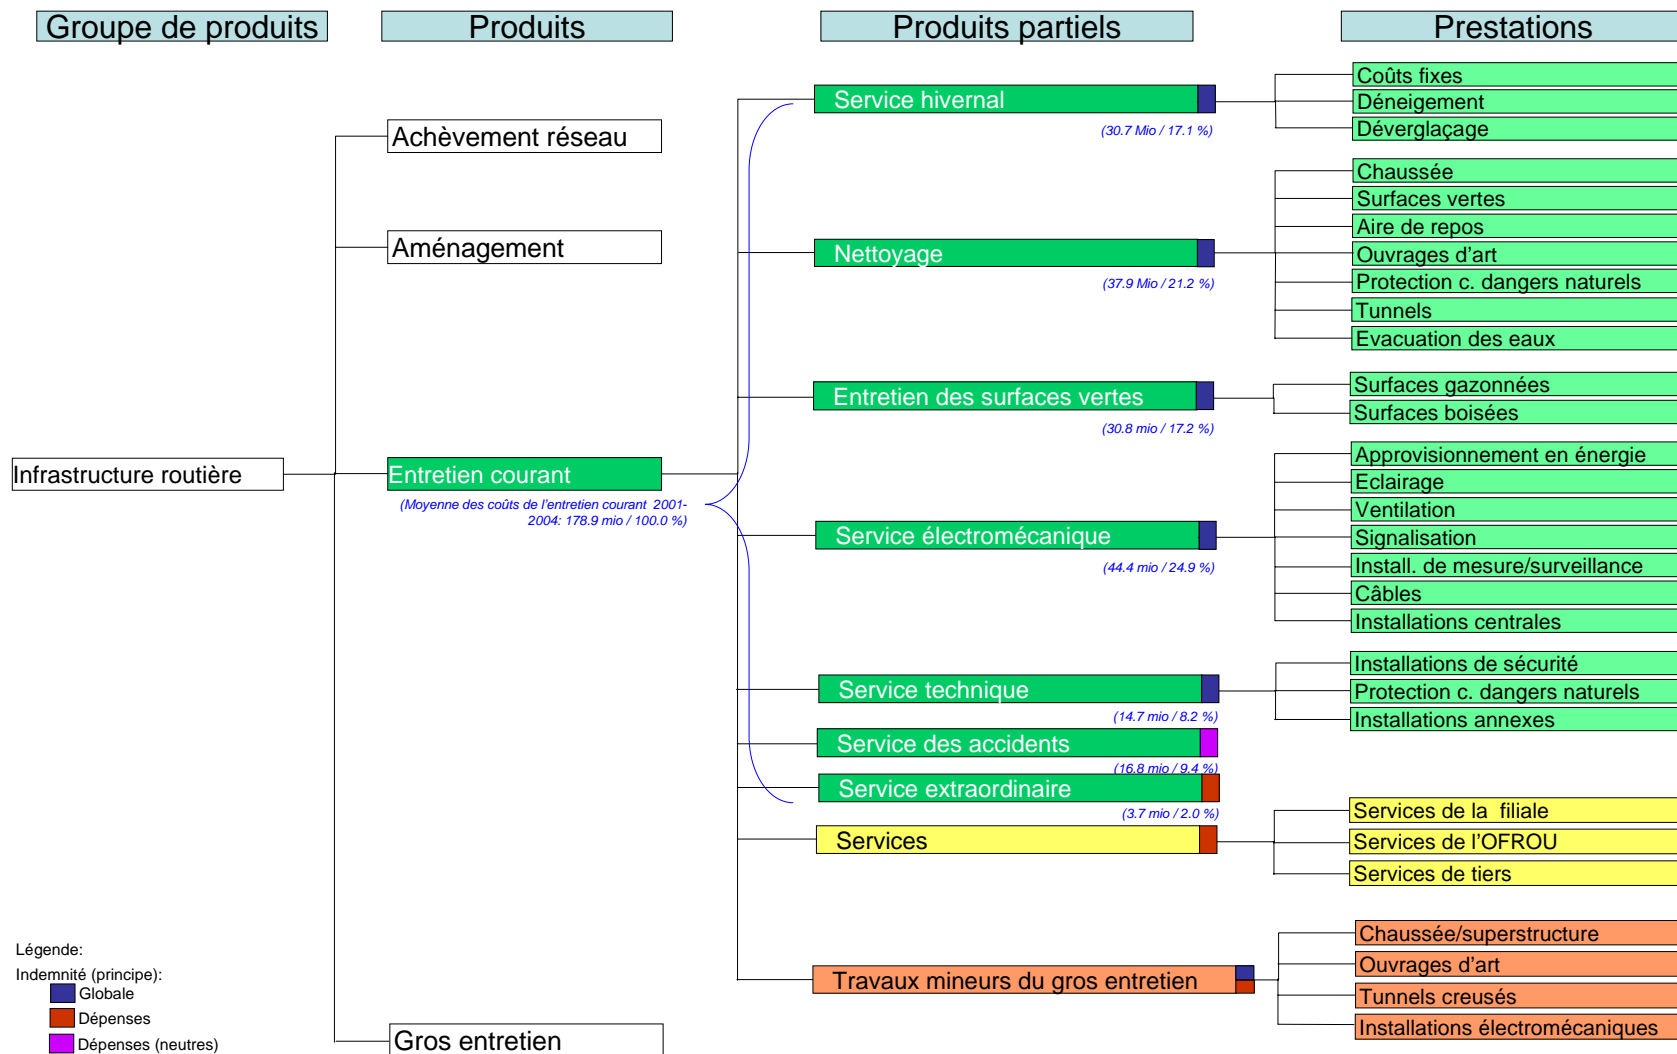 Groupe de produits
Produits
Produits partiels
Prestations
Infrastructure routière
Achèvement réseau
Aménagement
Entretien courant
(Moyenne des coûts de l'entretien courant 2001-
2004: 178.9 mio / 100.0 %)
Gros entretien
Service hivernal
(30.7 Mio / 17.1 %)
Nettoyage
(37.9 Mio / 21.2 %)
Entretien des surfaces vertes
(30.8 mio / 17.2 %)
Service électromécanique
(44.4 mio / 24.9 %)
Service technique
(14.7 mio / 8.2 %)
Service des accidents
(16.8 mio / 9.4 %)
Service extraordinaire
(3.7 mio / 2.0 %)
Services
Travaux mineurs du gros entretien
Coûts fixes
Déneigement
Déverglaçage
Chaussée
Surfaces vertes
Aire de repos
Ouvrages d'art
Protection c. dangers naturels
Tunnels
Evacuation des eaux
Surfaces gazonnées
Surfaces boisées
Approvisionnement en énergie
Eclairage
Ventilation
Signalisation
Install. de mesure/surveillance
Câbles
Installations centrales
Installations de sécurité
Protection c. dangers naturels
Installations annexes
Services de la filiale
Services de l'OFROU
Services de tiers
Chaussée/superstructure
Ouvrages d'art
Tunnels creusés
Installations électromécaniques
Légende:
Indemnité (principe):
Globale
Dépenses
Dépenses (neutres)